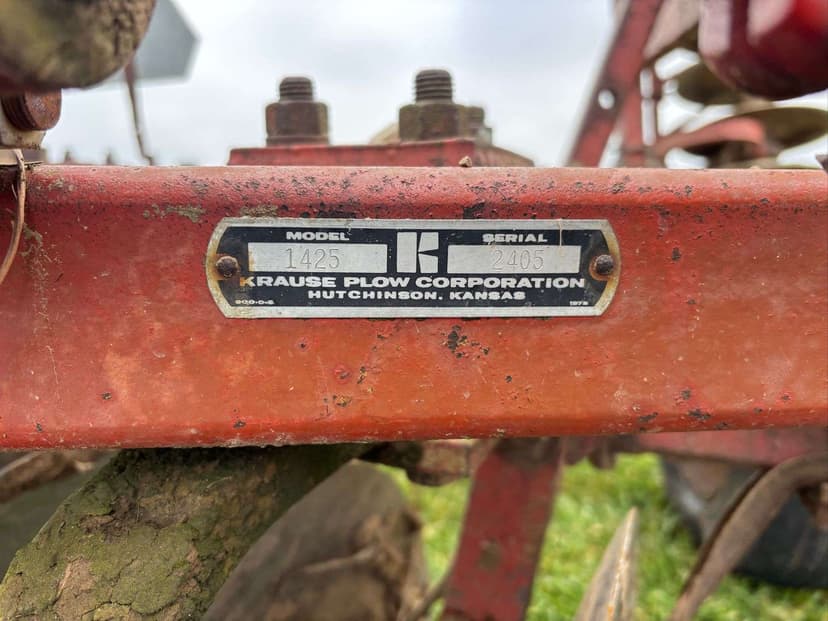 MODEL K SERIAL
1425 2405
KRAUSE PLOW CORPORATION
HUTCHINSON, KANSAS